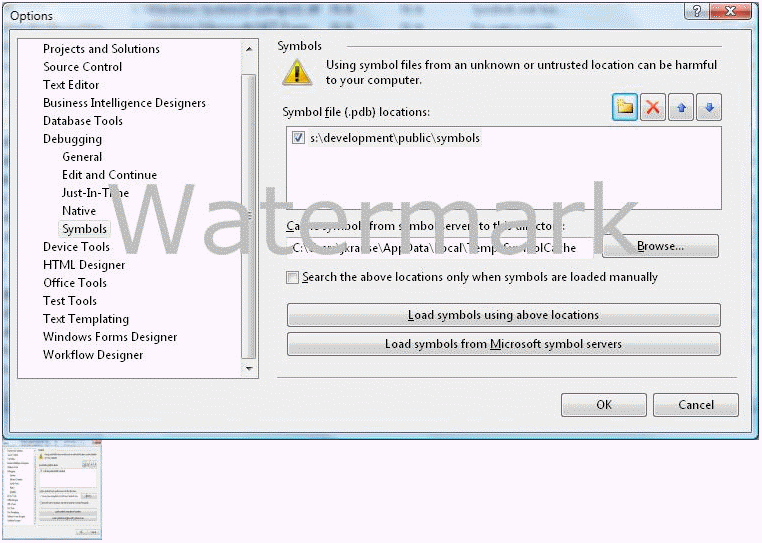 Options
Projects and Solutions
Source Control
Text Editor
Business Intelligence Designers
Database Tools
Debugging
General
Edit and Continue
Just-In-Time
Native
Symbols
Device Tools
HTML Designer
Office Tools
Test Tools
Text Templating
Windows Forms Designer
Workflow Designer
Symbols
Using symbol files from an unknown or untrusted location can be harmful
to your computer.
Symbol file (.pdb) locations:
s:\development\public\symbols
Cache symbols from symbol servers to this directory:
C:\Users\jkrause\AppData\Local\Temp\SymbolCache
Browse...
Search the above locations only when symbols are loaded manually
Load symbols using above locations
Load symbols from Microsoft symbol servers
OK
Cancel
Watermark